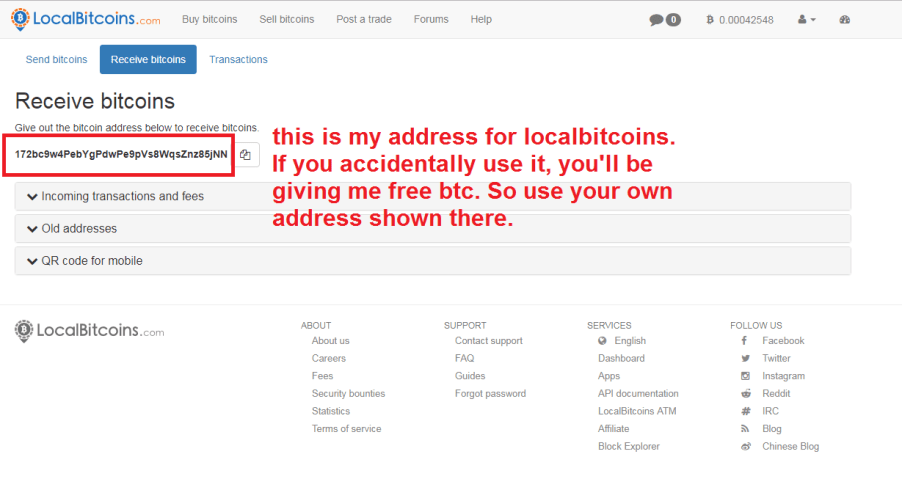 LocalBitcoins.com Buy bitcoins Sell bitcoins Post a trade Forums Help 0 0.00042548
Send bitcoins Receive bitcoins Transactions
Receive bitcoins
Give out the bitcoin address below to receive bitcoins.
172bc9w4PebYgPdwPe9pVs8WqsZnz85jNN
this is my address for localbitcoins.
If you accidentally use it, you'll be
giving me free btc. So use your own
address shown there.
Incoming transactions and fees
Old addresses
QR code for mobile
LocalBitcoins.com
ABOUT
About us
Careers
Fees
Security bounties
Statistics
Terms of service
SUPPORT
Contact support
FAQ
Guides
Forgot password
SERVICES
English
Dashboard
Apps
API documentation
LocalBitcoins ATM
Affiliate
Block Explorer
FOLLOW US
Facebook
Twitter
Instagram
Reddit
IRC
Blog
Chinese Blog